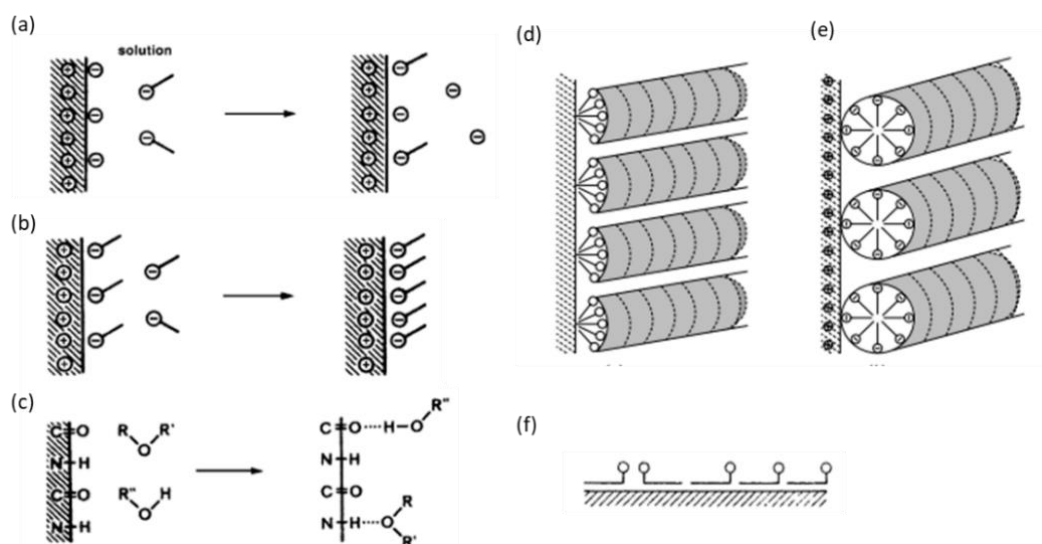 (a)
solution
(b)
(c)
C=O
N-H
C=O
N-H
R R'
O
R" H
O
C=O····H-O
R"
N-H
C=O
N-H····O
R
R'
(d)
(e)
(f)